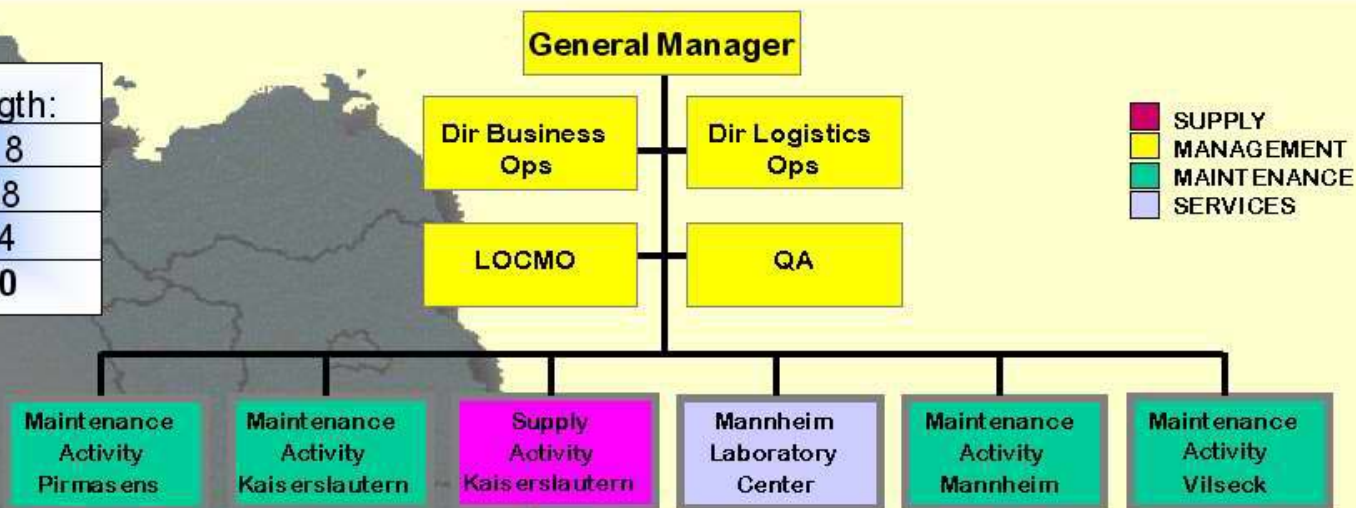 General Manager
gth:
8
8
4
0
Dir Business
Ops
Dir Logistics
Ops
LOCMO
QA
SUPPLY
MANAGEMENT
MAINTENANCE
SERVICES
Maintenance
Activity
Pirmasens
Maintenance
Activity
Kaiserslautern
Supply
Activity
Kaiserslautern
Mannheim
Laboratory
Center
Maintenance
Activity
Mannheim
Maintenance
Activity
Vilseck